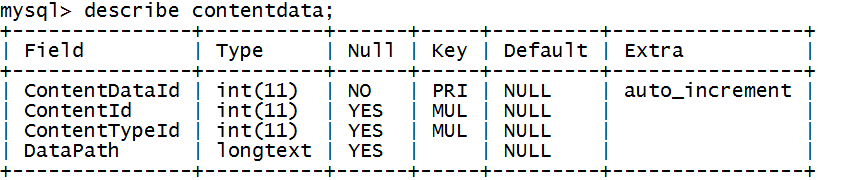 mysql> describe contentdata;
+---------------+----------+------+-----+---------+----------------+
| Field         | Type     | Null | Key | Default | Extra          |
+---------------+----------+------+-----+---------+----------------+
| ContentDataId | int(11)  | NO   | PRI | NULL    | auto_increment |
| ContentId     | int(11)  | YES  | MUL | NULL    |                |
| ContentTypeId | int(11)  | YES  | MUL | NULL    |                |
| DataPath      | longtext | YES  |     | NULL    |                |
+---------------+----------+------+-----+---------+----------------+